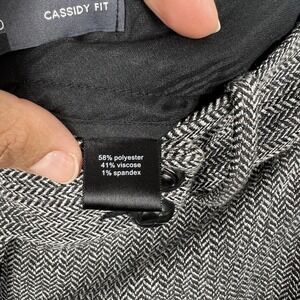 CASSIDY FIT
58% polyester
41% viscose
1% spandex